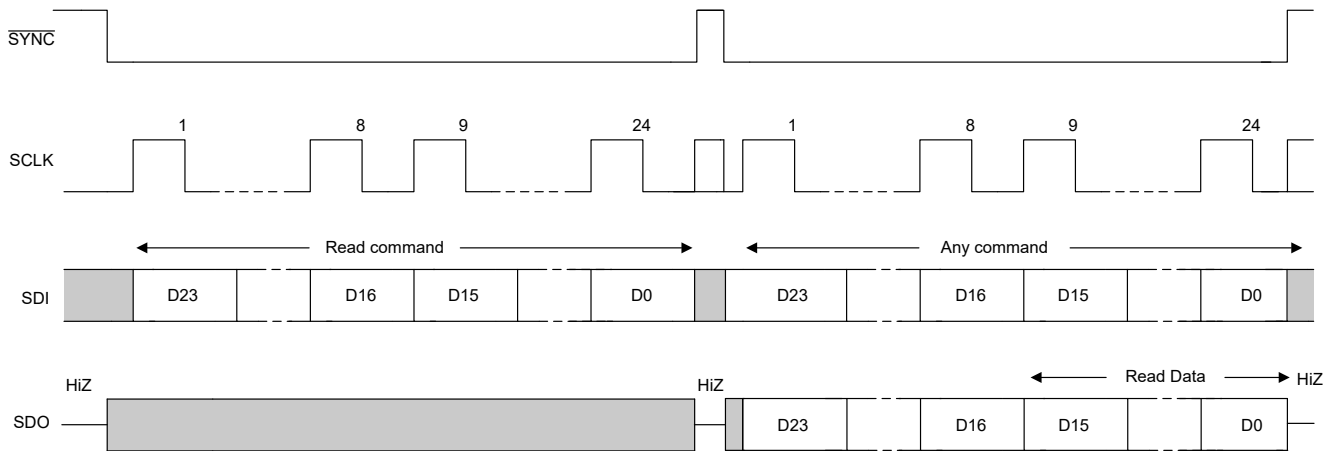 SYNC
1 8 9 24 1 8 9 24
SCLK
Read command Any command
SDI D23 D16 D15 D0 D23 D16 D15 D0
HiZ HiZ Read Data HiZ
SDO D23 D16 D15 D0